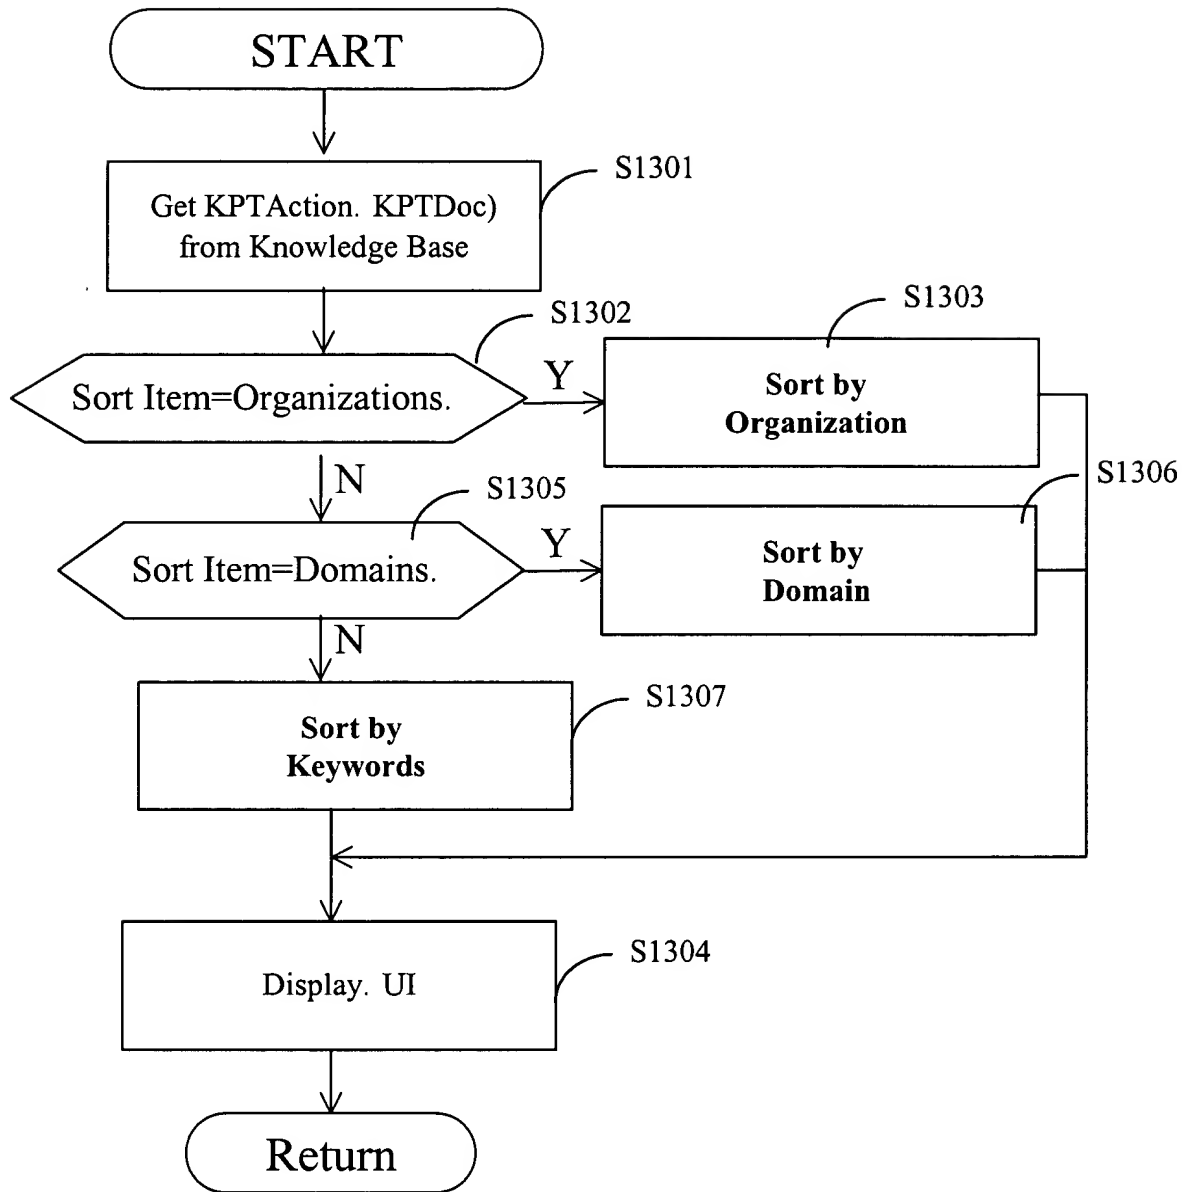 START
S1301
Get KPTAction. KPTDoc)
from Knowledge Base
S1302
S1303
Sort Item=Organizations.
Y
Sort by
Organization
N
S1305
S1306
Sort Item=Domains.
Y
Sort by
Domain
N
S1307
Sort by
Keywords
S1304
Display. UI
Return